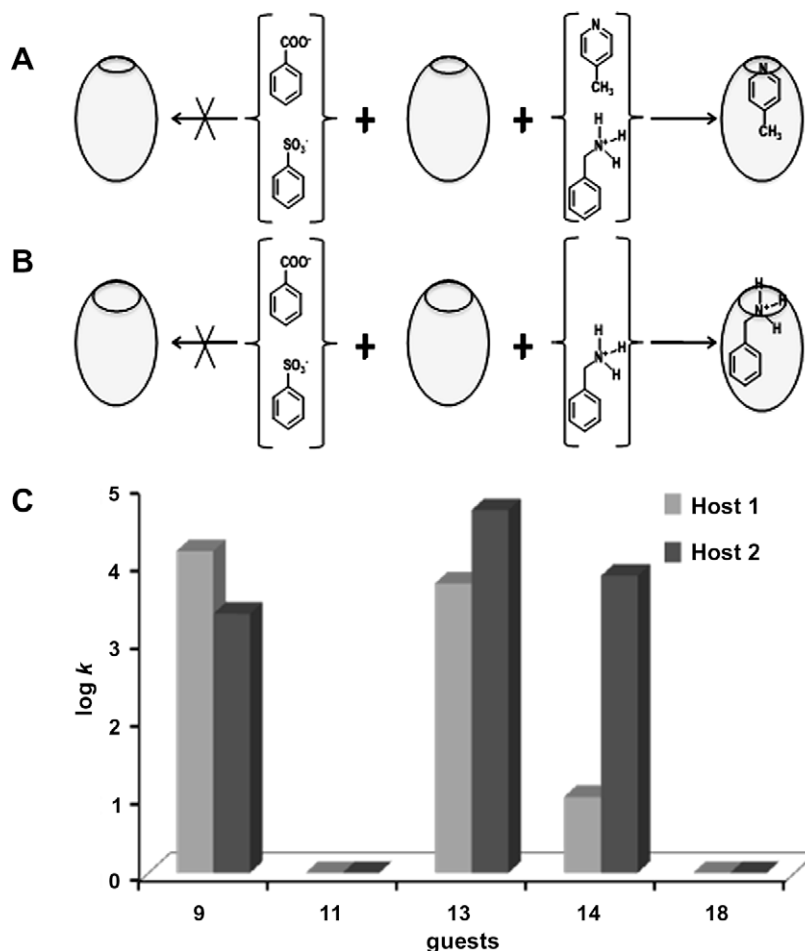 A
COO-
SO3-
+
+
N
CH3
H
N+
H
H
N
CH3
B
COO-
SO3-
+
+
H
N+
H
H
H
N+
H
H
C
5
4
3
2
1
0
log k
Host 1
Host 2
9 11 13 14 18
guests